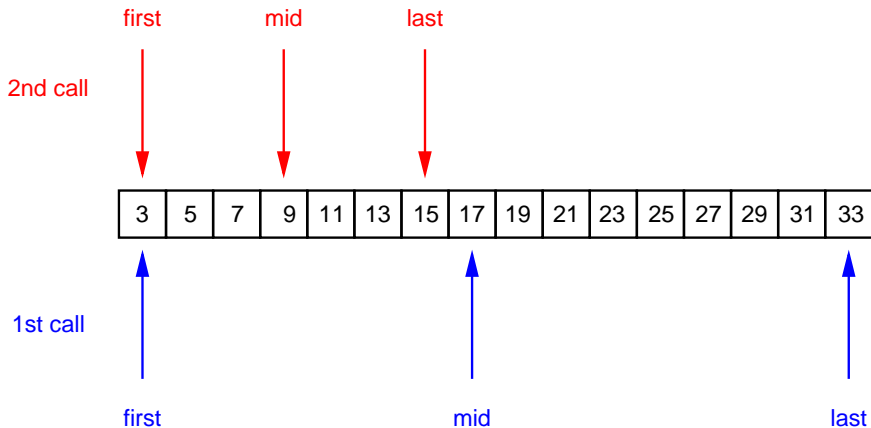 first mid last
2nd call
3 5 7 9 11 13 15 17 19 21 23 25 27 29 31 33
1st call
first mid last